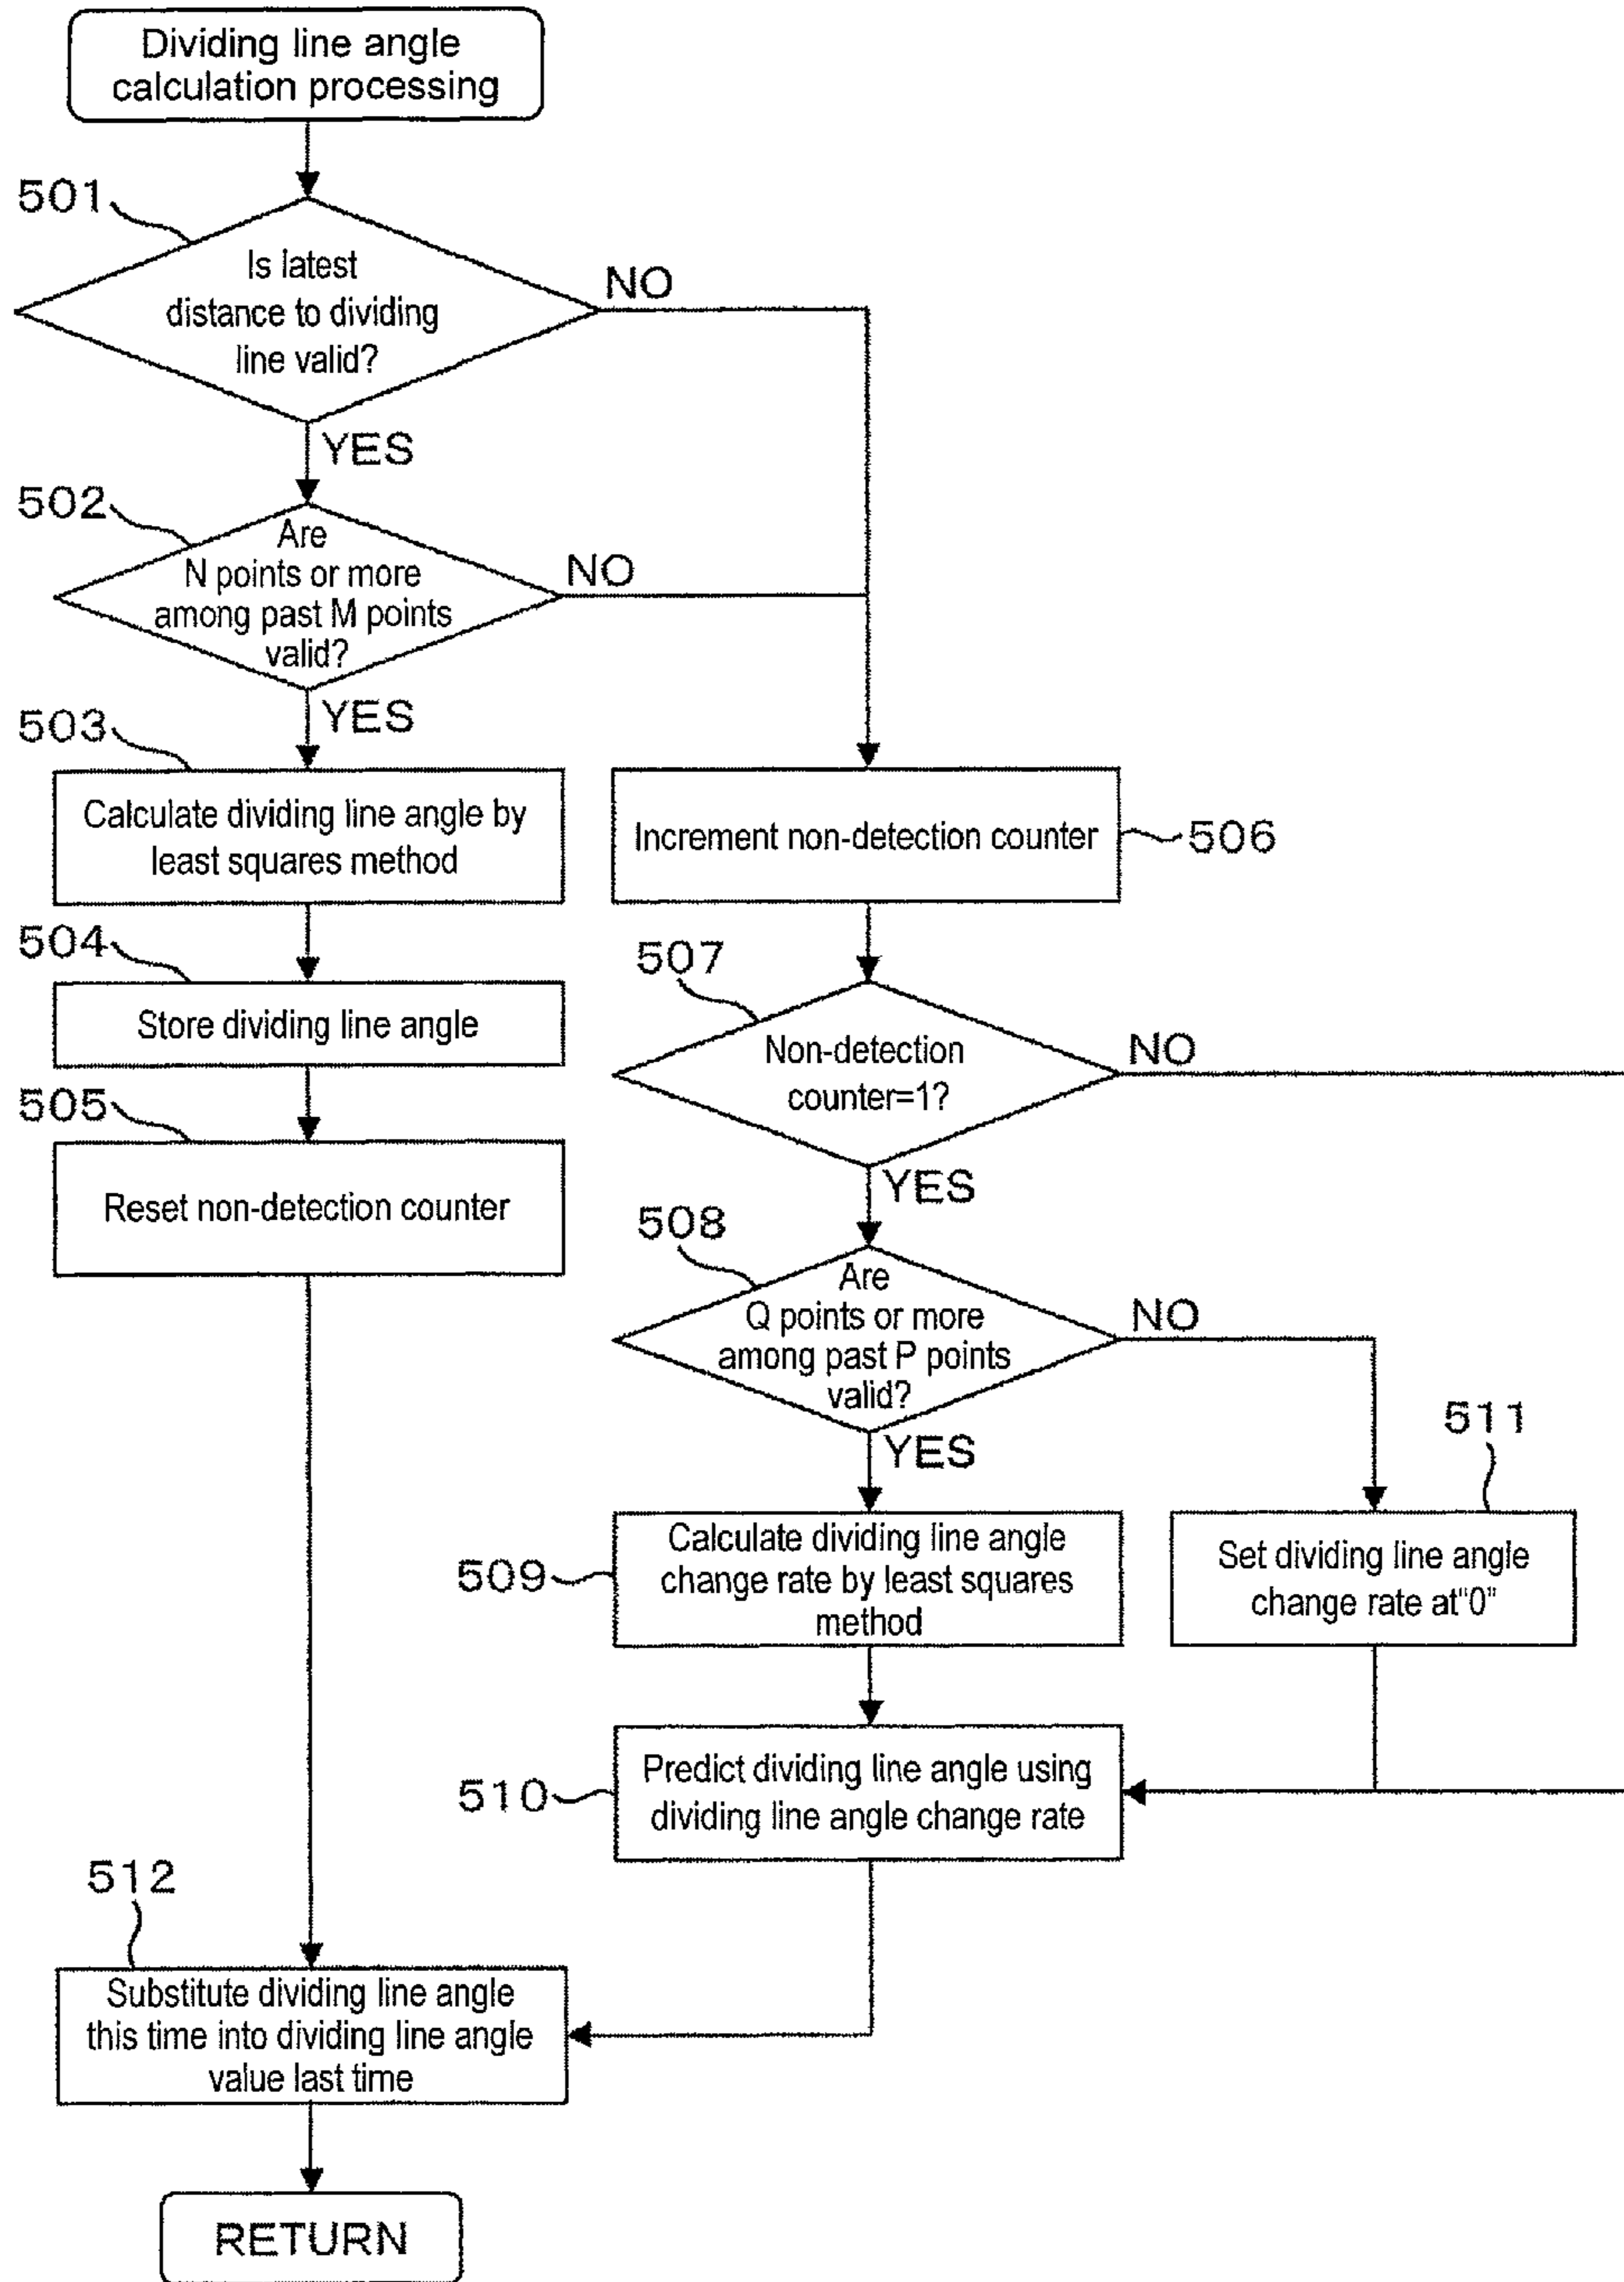 Dividing line angle
calculation processing
501
Is latest
distance to dividing
line valid?
NO
YES
502
Are
N points or more
among past M points
valid?
NO
YES
503
Calculate dividing line angle by
least squares method
504
Store dividing line angle
505
Reset non-detection counter
Increment non-detection counter
506
507
Non-detection
counter=1?
NO
YES
508
Are
Q points or more
among past P points
valid?
NO
YES
509
Calculate dividing line angle
change rate by least squares
method
511
Set dividing line angle
change rate at“0”
510
Predict dividing line angle using
dividing line angle change rate
512
Substitute dividing line angle
this time into dividing line angle
value last time
RETURN